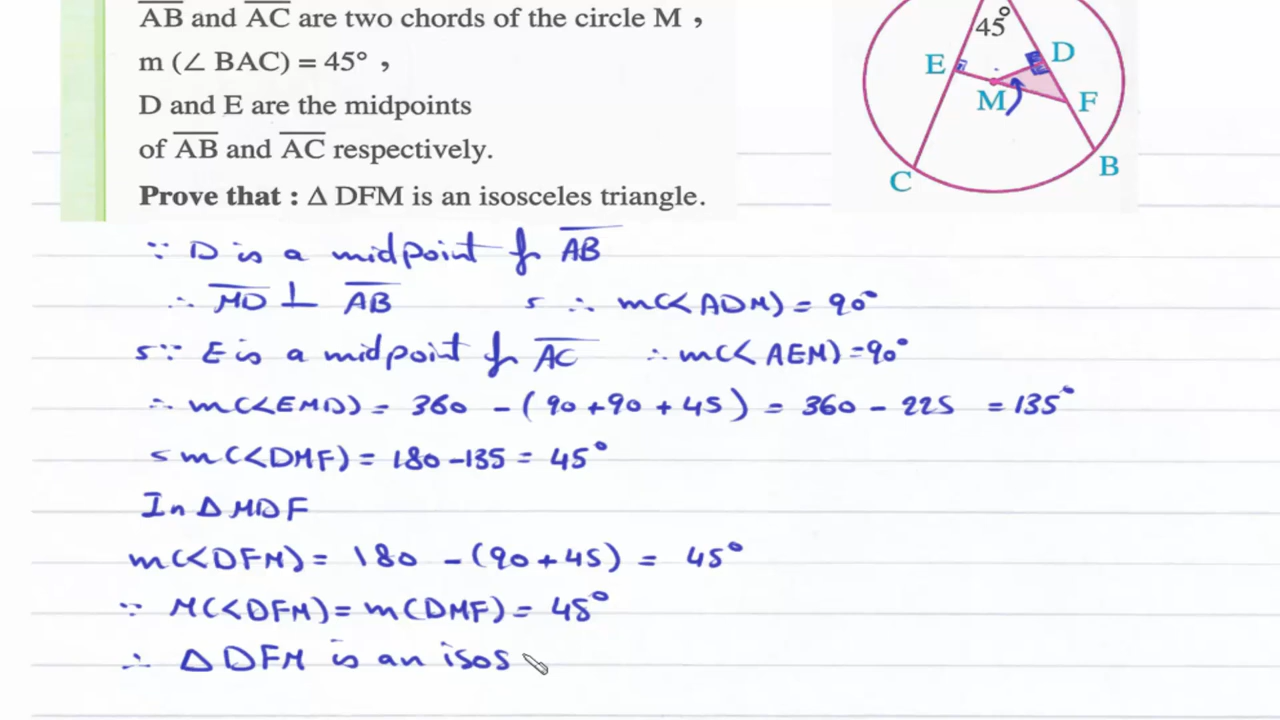 AB and AC are two chords of the circle M ,
m (∠ BAC) = 45° ,
D and E are the midpoints
of AB and AC respectively.
Prove that : Δ DFM is an isosceles triangle.
45°
E
D
M
F
B
C
∵ D is a midpoint of AB
∴ MD ⊥ AB , ∴ m(<ADM) = 90°
, ∵ E is a midpoint of AC ∴ m(< AEM) = 90°
∴ m(<EMD) = 360 - (90 + 90 + 45) = 360 - 225 = 135°
, m(<DMF) = 180 - 135 = 45°
In Δ MDF
m(<DFM) = 180 - (90 + 45) = 45°
∵ M(<DFM) = m(DMF) = 45°
∴ Δ DFM is an isos